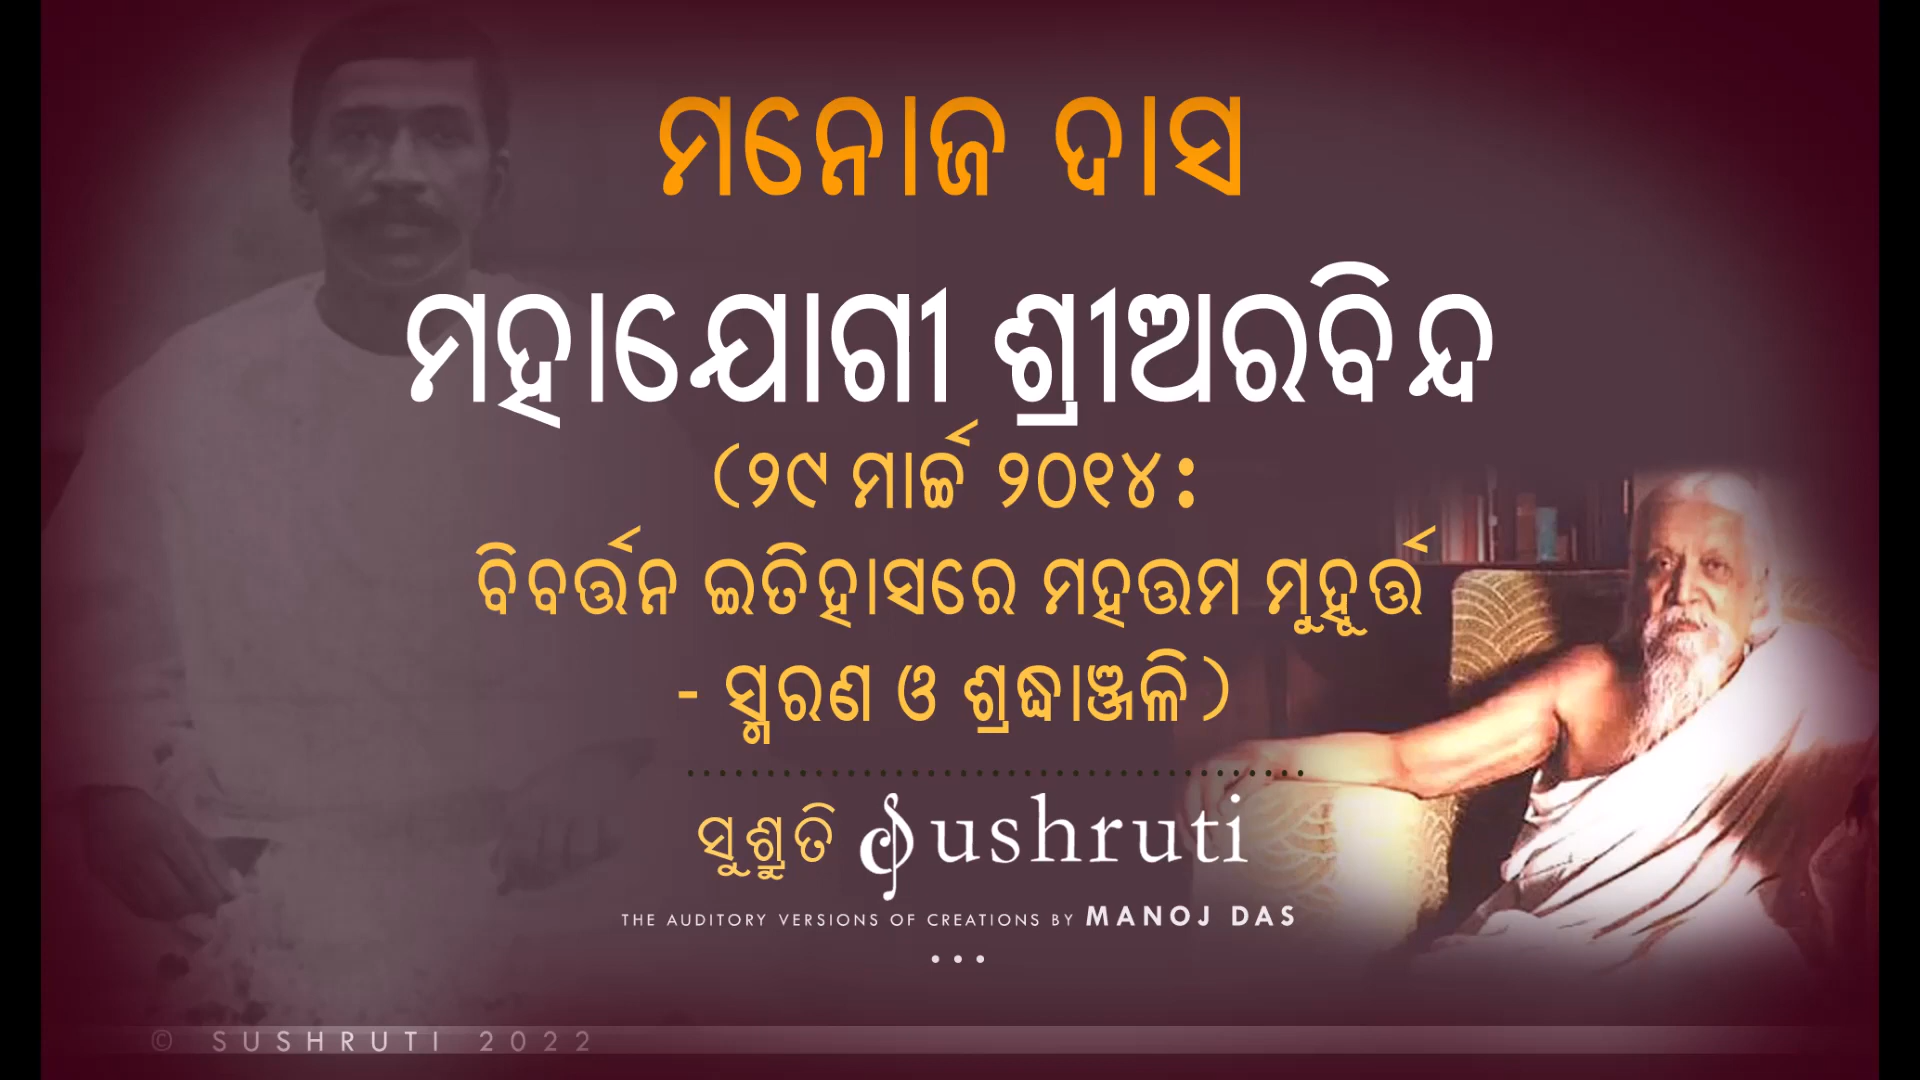 ମନୋଜ ଦାସ
ମହାଯୋଗୀ ଶ୍ରୀଅରବିନ୍ଦ
(୨୯ ମାର୍ଚ୍ଚ ୨୦୧୪:
ବିବର୍ତ୍ତନ ଇତିହାସରେ ମହତ୍ତମ ମୁହୂର୍ତ୍ତ
- ସ୍ମରଣ ଓ ଶ୍ରଦ୍ଧାଞ୍ଜଳି)
ସୁଶ୍ରୁତି Sushruti
THE AUDITORY VERSIONS OF CREATIONS BY MANOJ DAS
...
© SUSHRUTI 2022